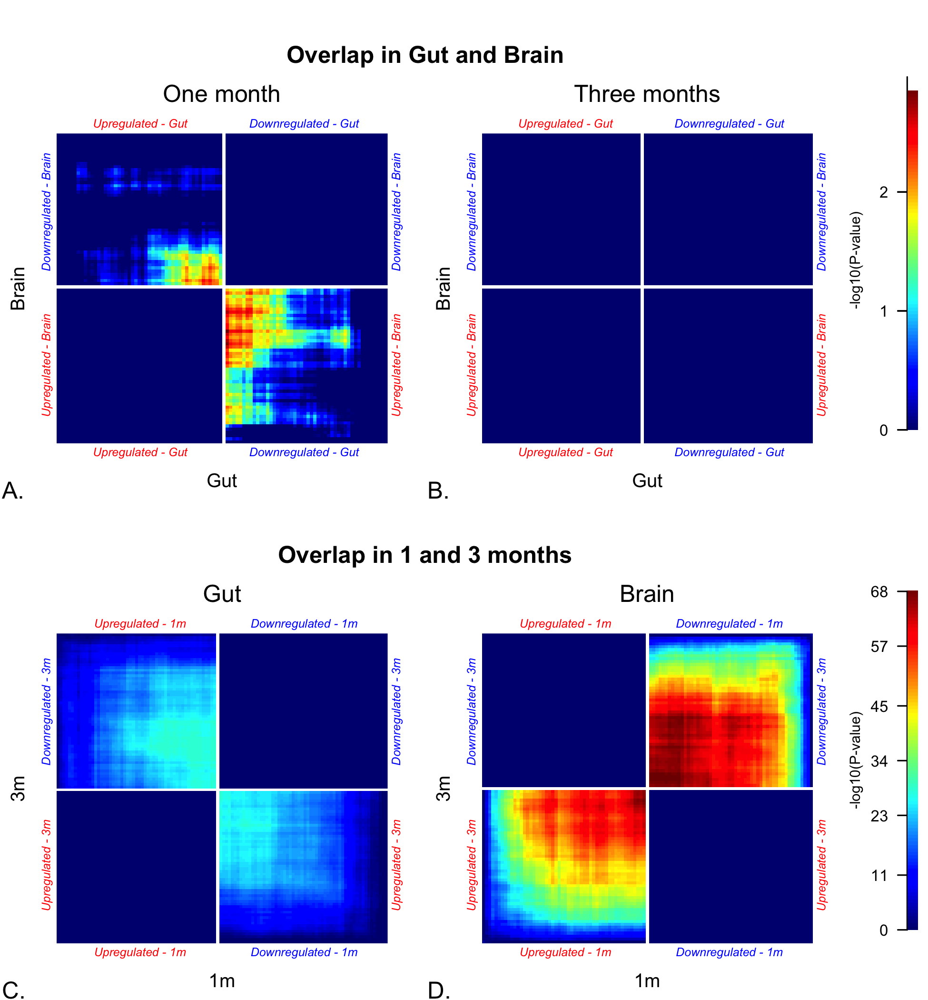 Overlap in Gut and Brain
One month
Three months
Upregulated - Gut
Downregulated - Gut
Upregulated - Gut
Downregulated - Gut
Brain
Downregulated - Brain
Upregulated - Brain
Downregulated - Brain
Upregulated - Brain
Brain
Downregulated - Brain
Upregulated - Brain
Downregulated - Brain
Upregulated - Brain
-log10(P-value)
2
1
0
Upregulated - Gut
Downregulated - Gut
Upregulated - Gut
Downregulated - Gut
Gut
Gut
A.
B.
Overlap in 1 and 3 months
Gut
Brain
Upregulated - 1m
Downregulated - 1m
Upregulated - 1m
Downregulated - 1m
3m
Downregulated - 3m
Upregulated - 3m
Downregulated - 3m
Upregulated - 3m
3m
Downregulated - 3m
Upregulated - 3m
Downregulated - 3m
Upregulated - 3m
-log10(P-value)
68
57
45
34
23
11
0
Upregulated - 1m
Downregulated - 1m
Upregulated - 1m
Downregulated - 1m
1m
1m
C.
D.